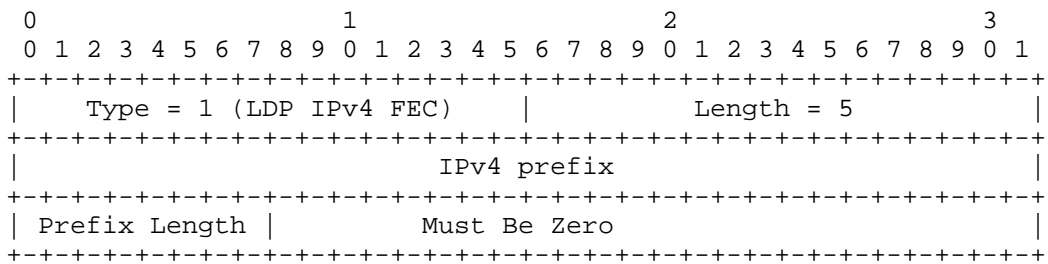 0                   1                   2                   3
 0 1 2 3 4 5 6 7 8 9 0 1 2 3 4 5 6 7 8 9 0 1 2 3 4 5 6 7 8 9 0 1
+-+-+-+-+-+-+-+-+-+-+-+-+-+-+-+-+-+-+-+-+-+-+-+-+-+-+-+-+-+-+-+-+
|    Type = 1 (LDP IPv4 FEC)    |          Length = 5           |
+-+-+-+-+-+-+-+-+-+-+-+-+-+-+-+-+-+-+-+-+-+-+-+-+-+-+-+-+-+-+-+-+
|                          IPv4 prefix                          |
+-+-+-+-+-+-+-+-+-+-+-+-+-+-+-+-+-+-+-+-+-+-+-+-+-+-+-+-+-+-+-+-+
| Prefix Length |         Must Be Zero                          |
+-+-+-+-+-+-+-+-+-+-+-+-+-+-+-+-+-+-+-+-+-+-+-+-+-+-+-+-+-+-+-+-+